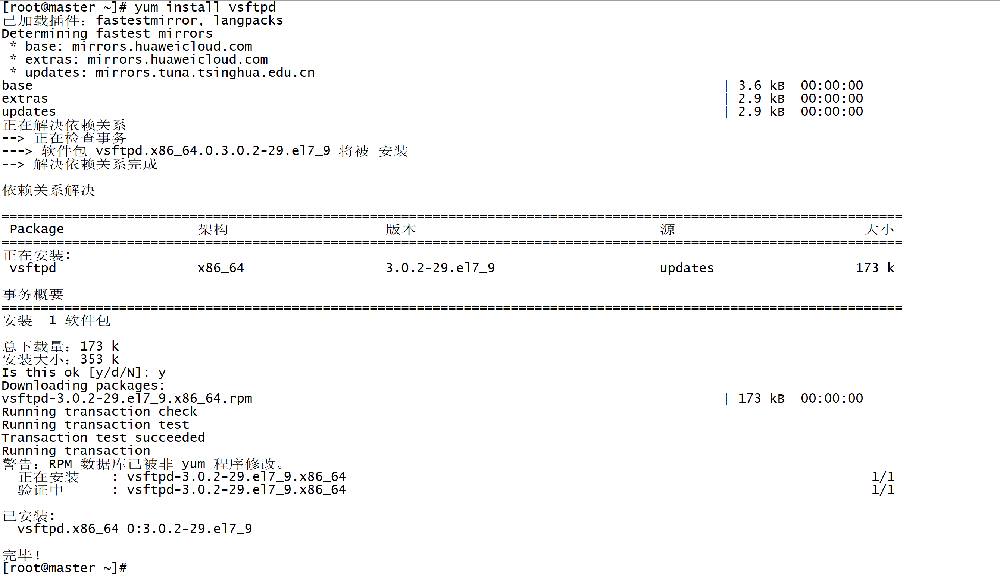 [root@master ~]# yum install vsftpd
已加载插件：fastestmirror, langpacks
Determining fastest mirrors
 * base: mirrors.huaweicloud.com
 * extras: mirrors.huaweicloud.com
 * updates: mirrors.tuna.tsinghua.edu.cn
base | 3.6 kB 00:00:00
extras | 2.9 kB 00:00:00
updates | 2.9 kB 00:00:00
正在解决依赖关系
--> 正在检查事务
---> 软件包 vsftpd.x86_64.0.3.0.2-29.el7_9 将被 安装
--> 解决依赖关系完成
依赖关系解决
================================================================================
Package 架构 版本 源 大小
================================================================================
正在安装:
vsftpd x86_64 3.0.2-29.el7_9 updates 173 k
事务概要
================================================================================
安装 1 软件包
总下载量：173 k
安装大小：353 k
Is this ok [y/d/N]: y
Downloading packages:
vsftpd-3.0.2-29.el7_9.x86_64.rpm | 173 kB 00:00:00
Running transaction check
Running transaction test
Transaction test succeeded
Running transaction
警告：RPM 数据库已被非 yum 程序修改。
正在安装 : vsftpd-3.0.2-29.el7_9.x86_64 1/1
验证中 : vsftpd-3.0.2-29.el7_9.x86_64 1/1
已安装:
vsftpd.x86_64 0:3.0.2-29.el7_9
完毕！
[root@master ~]#